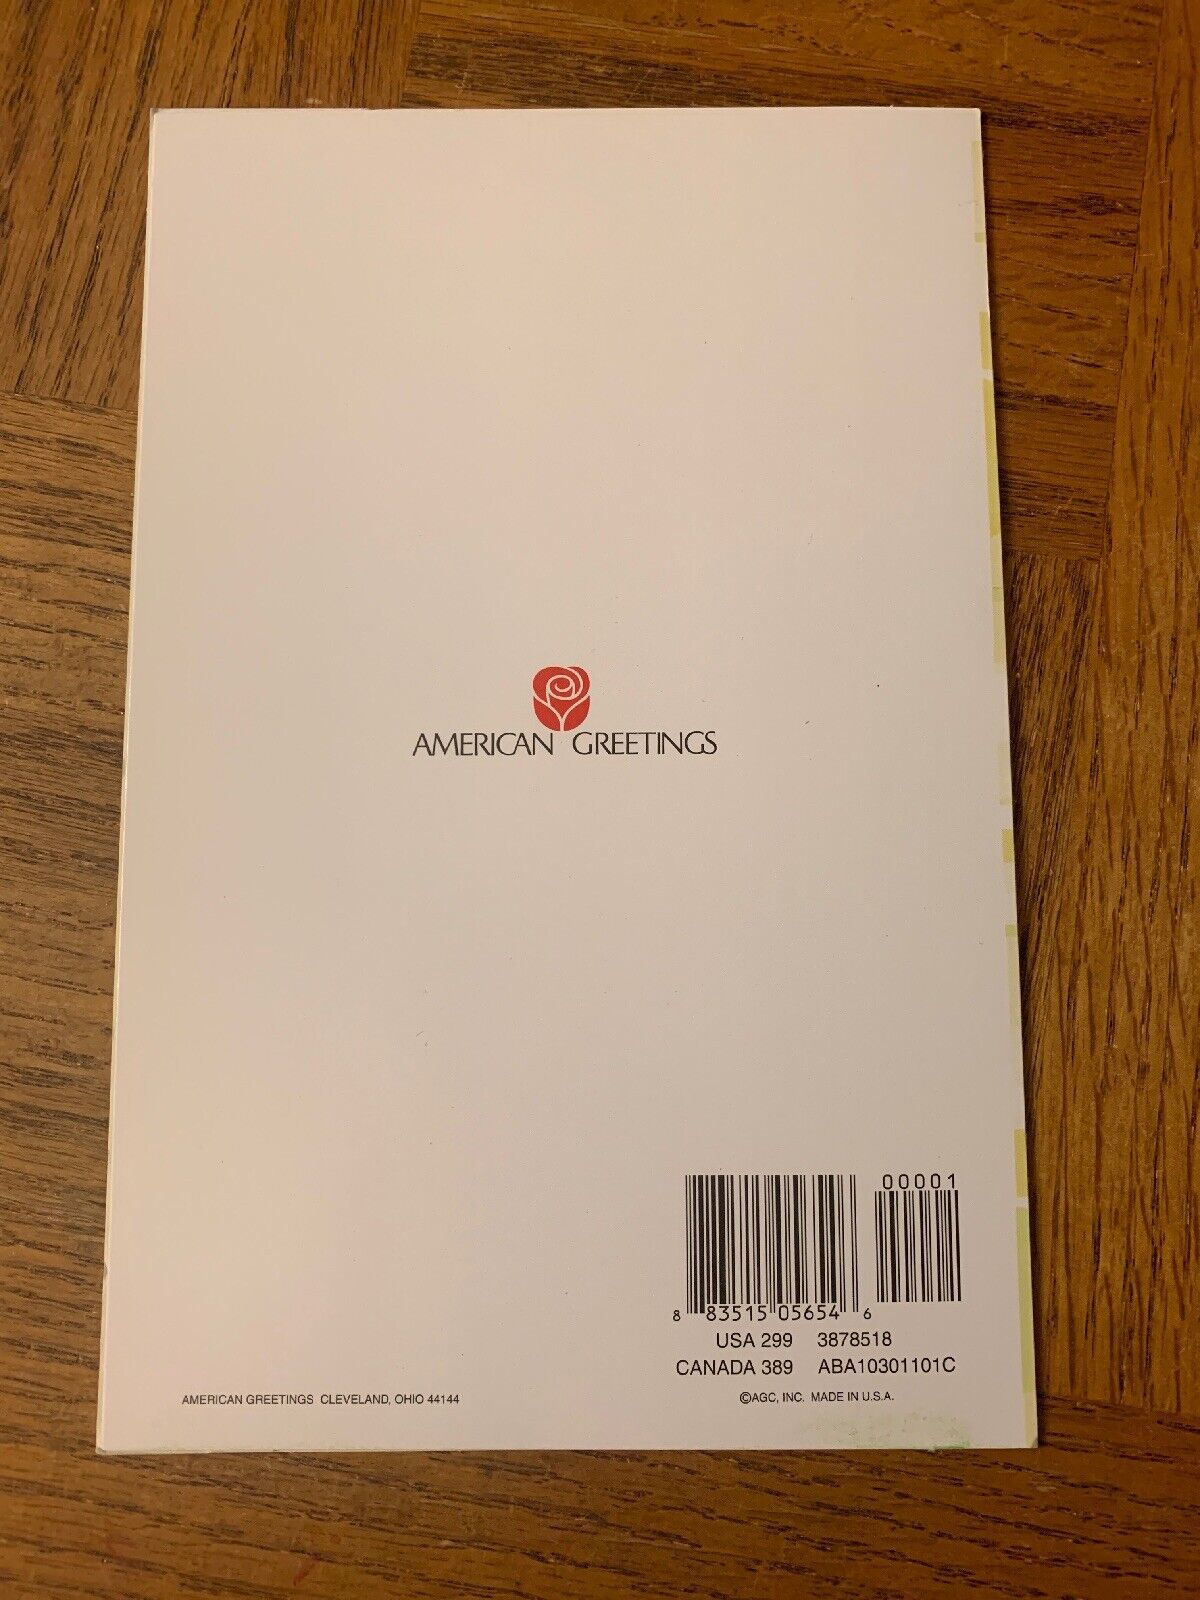 AMERICAN GREETINGS
00001
8 83515 05654 6
USA 299 3878518
CANADA 389 ABA10301101C
AMERICAN GREETINGS CLEVELAND, OHIO 44144
©AGC, INC. MADE IN U.S.A.